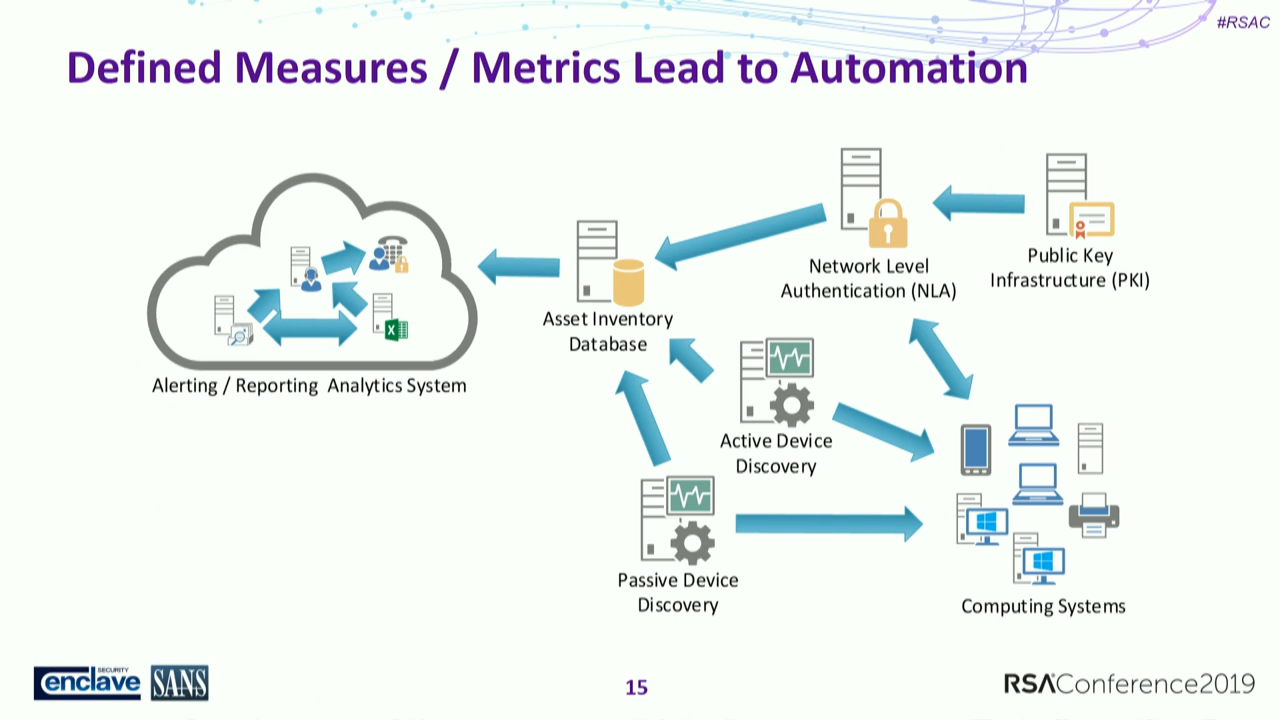 #RSAC
Defined Measures / Metrics Lead to Automation
Network Level
Authentication (NLA)
Public Key
Infrastructure (PKI)
Asset Inventory
Database
Alerting / Reporting Analytics System
X
Active Device
Discovery
Passive Device
Discovery
Computing Systems
SECURITY
enclave
SANS
15
RSAConference2019